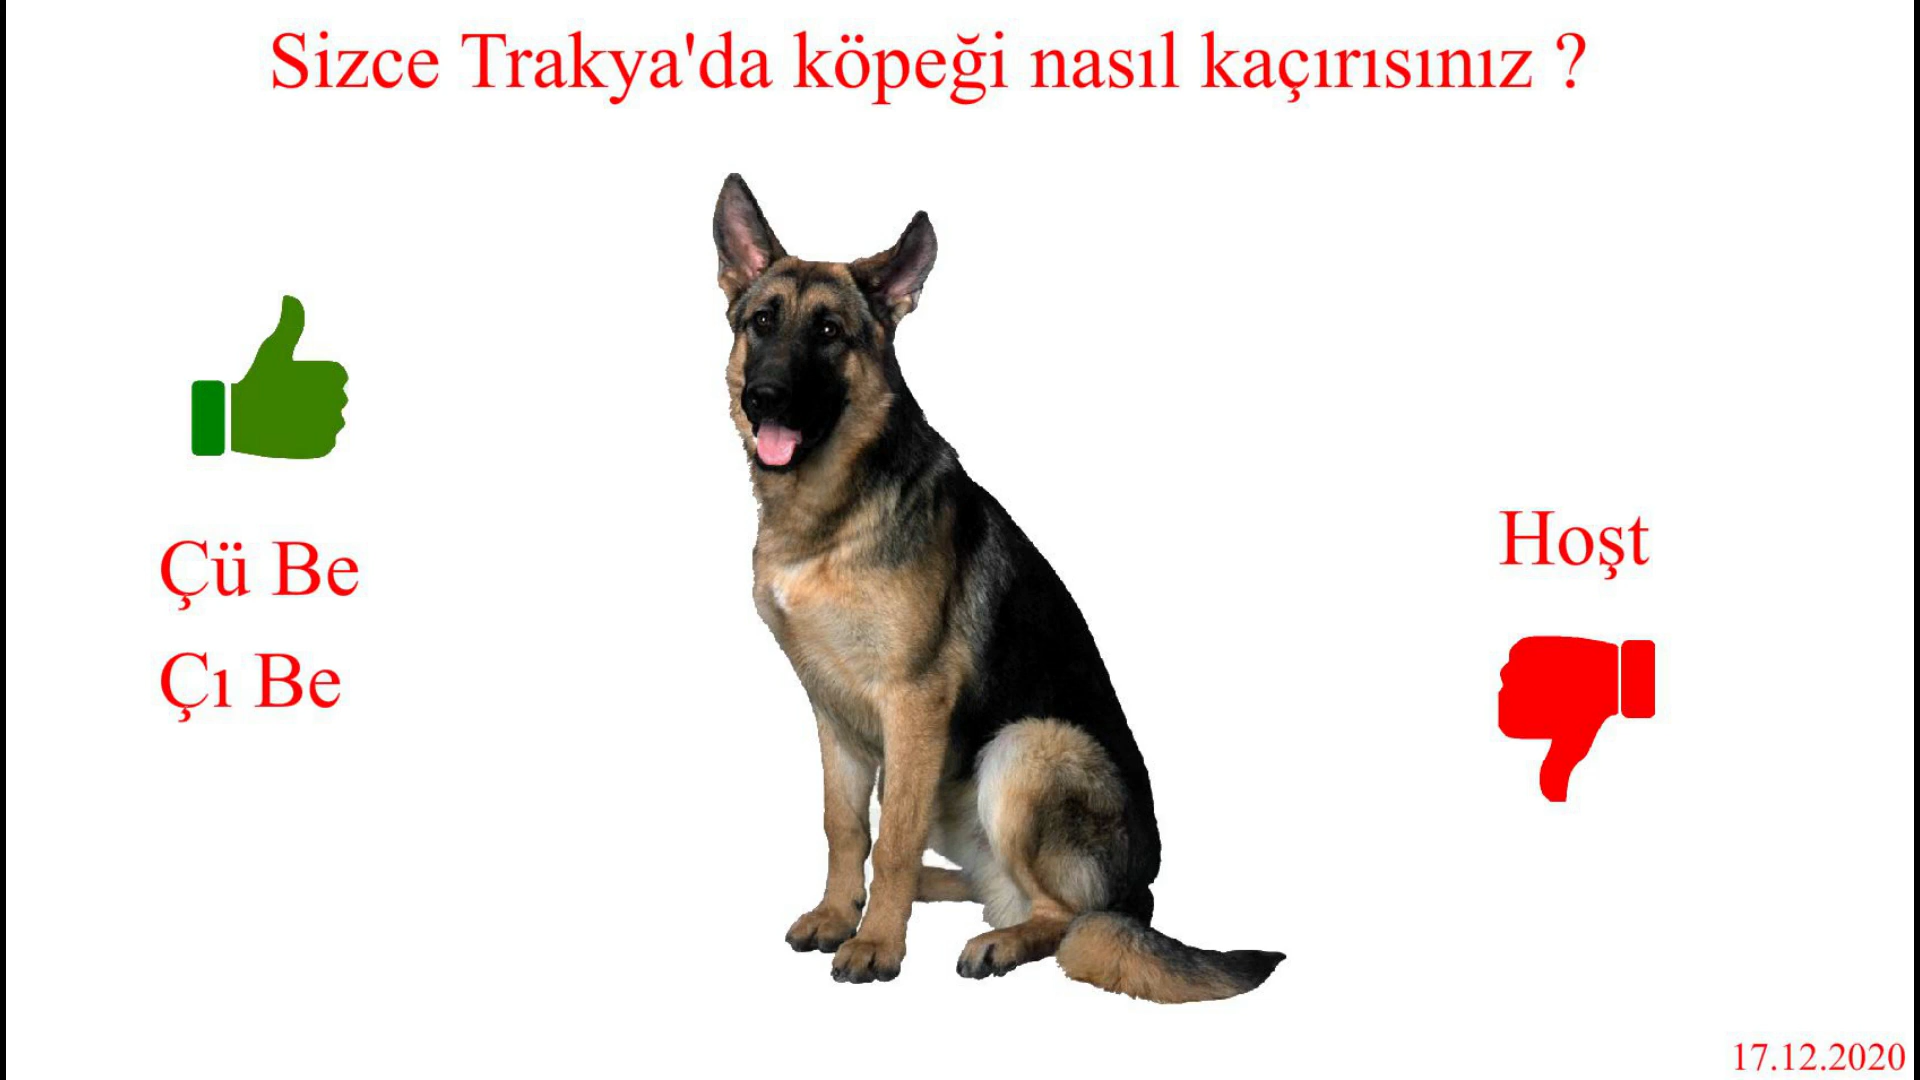 Sizce Trakya'da köpeği nasıl kaçırısınız ?
Çü Be
Çı Be
Hoşt
17.12.2020